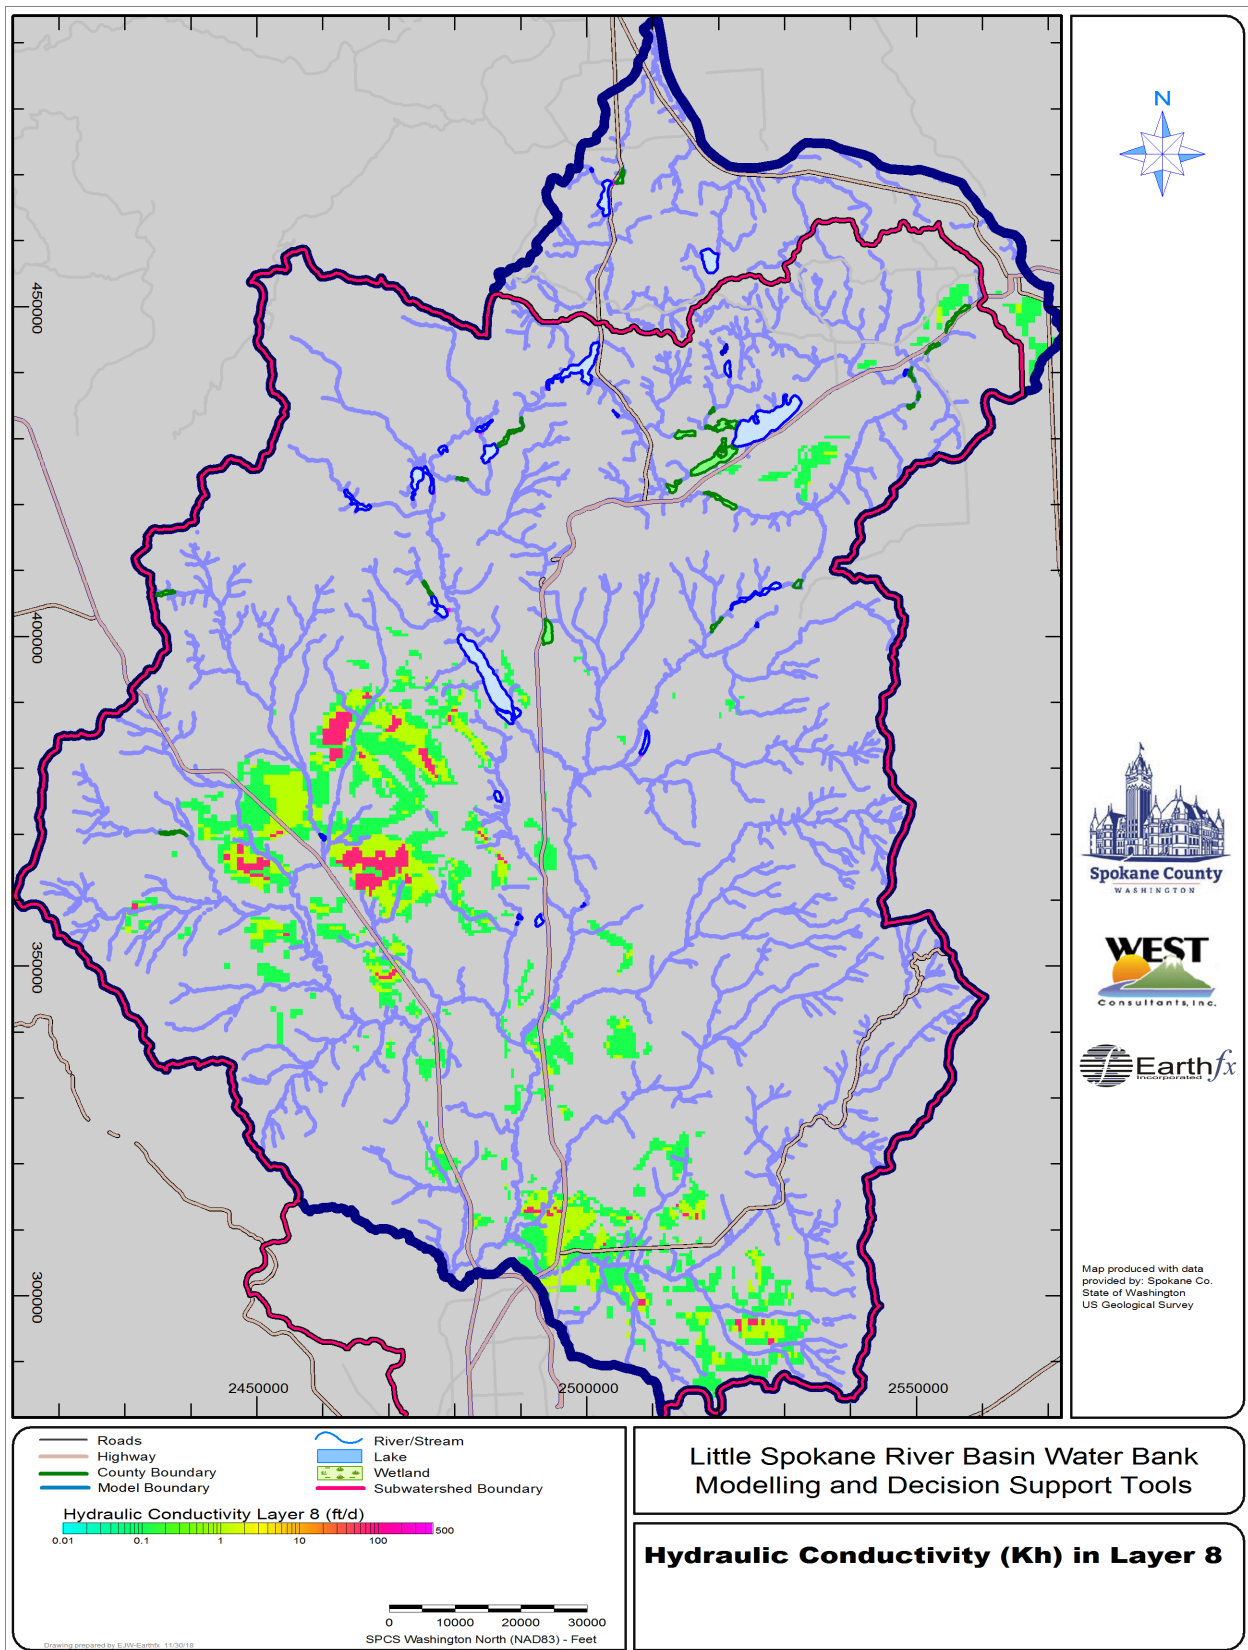 N
450000
400000
350000
300000
2450000
2500000
2550000
Spokane County
WASHINGTON
WEST
Consultants, Inc.
f Earthfx
Incorporated
Map produced with data
provided by: Spokane Co.
State of Washington
US Geological Survey
Roads
Highway
County Boundary
Model Boundary
River/Stream
Lake
Wetland
Subwatershed Boundary
Hydraulic Conductivity Layer 8 (ft/d)
0.01 0.1 1 10 100 500
0 10000 20000 30000
SPCS Washington North (NAD83) - Feet
Drawing prepared by EJW-Earthfx 11/30/18
Little Spokane River Basin Water Bank
Modelling and Decision Support Tools
Hydraulic Conductivity (Kh) in Layer 8